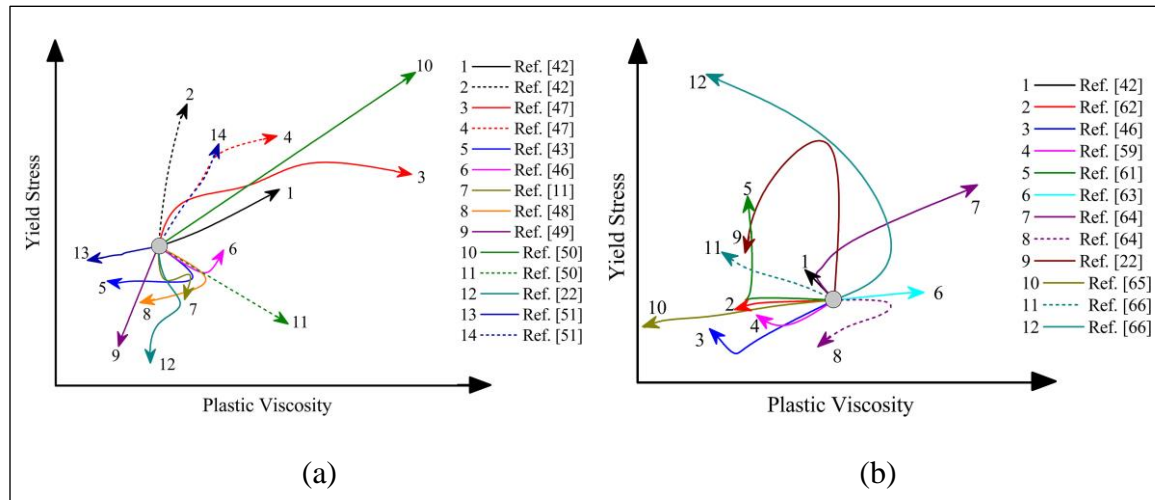 Yield Stress
2
14
4
10
3
1
13
6
5
8
7
11
9
12
Plastic Viscosity
1 Ref. [42]
2 Ref. [42]
3 Ref. [47]
4 Ref. [47]
5 Ref. [43]
6 Ref. [46]
7 Ref. [11]
8 Ref. [48]
9 Ref. [49]
10 Ref. [50]
11 Ref. [50]
12 Ref. [22]
13 Ref. [51]
14 Ref. [51]
(a)
Yield Stress
12
5
7
9
11
1
6
2
10
4
3
8
Plastic Viscosity
1 Ref. [42]
2 Ref. [62]
3 Ref. [46]
4 Ref. [59]
5 Ref. [61]
6 Ref. [63]
7 Ref. [64]
8 Ref. [64]
9 Ref. [22]
10 Ref. [65]
11 Ref. [66]
12 Ref. [66]
(b)